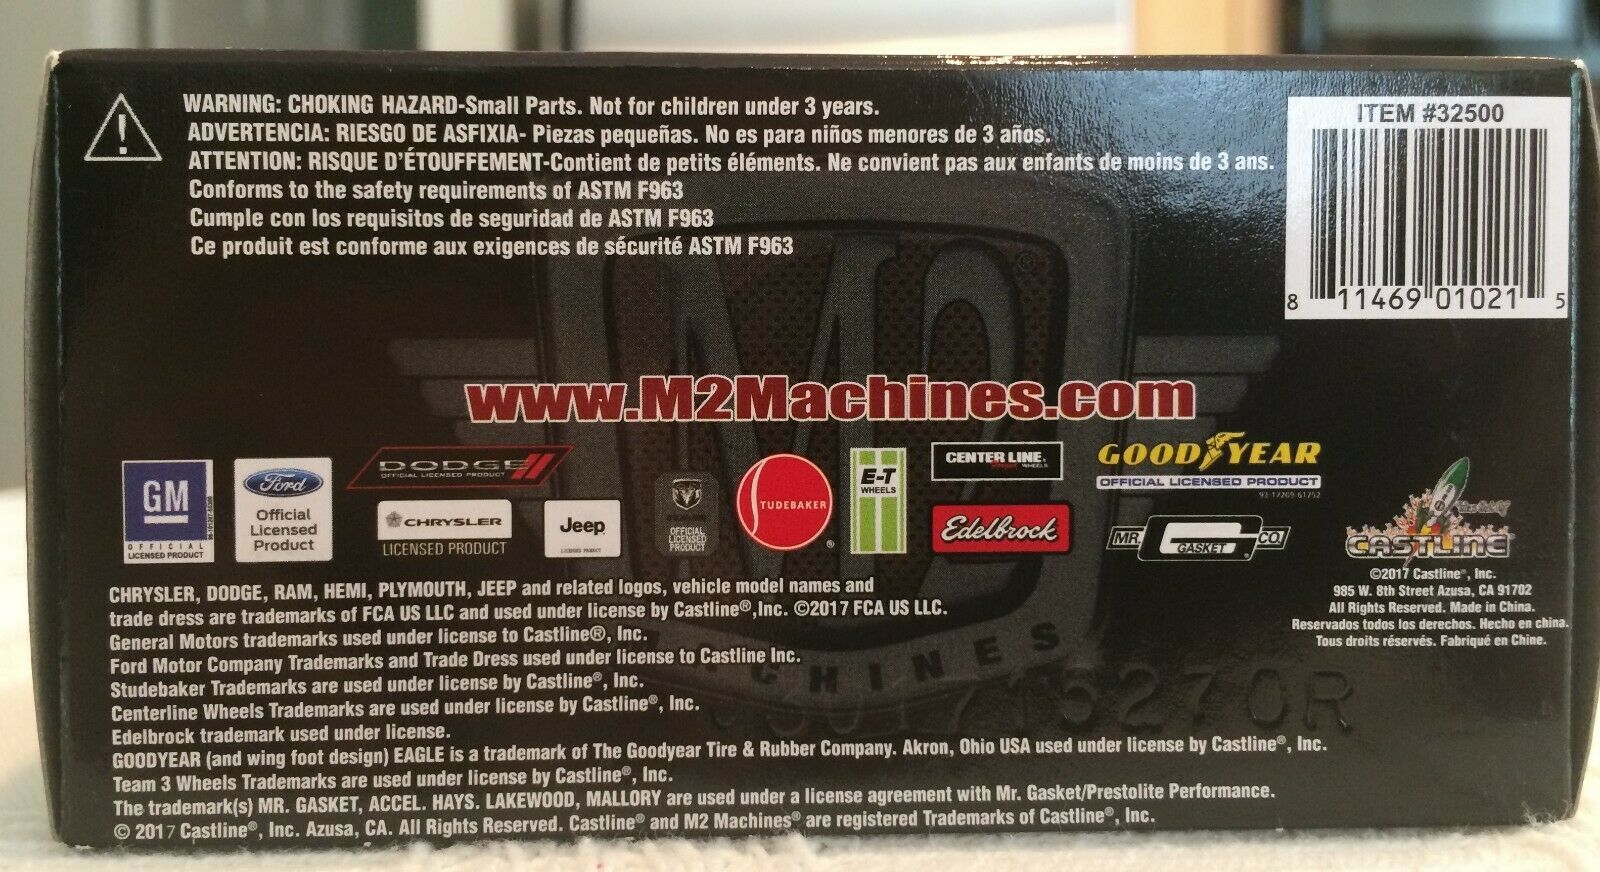 WARNING: CHOKING HAZARD-Small Parts. Not for children under 3 years.
ADVERTENCIA: RIESGO DE ASFIXIA- Piezas pequeñas. No es para niños menores de 3 años.
ATTENTION: RISQUE D'ÉTOUFFEMENT-Contient de petits éléments. Ne convient pas aux enfants de moins de 3 ans.
Conforms to the safety requirements of ASTM F963
Cumple con los requisitos de seguridad de ASTM F963
Ce produit est conforme aux exigences de sécurité ASTM F963
ITEM #32500
8 11469 01021 5
M2 ®
www.M2Machines.com
GM
OFFICIAL
LICENSED PRODUCT
Ford
Official
Licensed
Product
DODGE
OFFICIAL LICENSED PRODUCT
CHRYSLER
LICENSED PRODUCT
Jeep
LICENSED PRODUCT
RAM
OFFICIAL
LICENSED
PRODUCT
STUDEBAKER ®
E-T
WHEELS
CENTER LINE.
WHEELS
Edelbrock
GOODYEAR
OFFICIAL LICENSED PRODUCT
93-17209-61752
MR. GASKET CO.
CASTLINE
©2017 Castline®, Inc.
985 W. 8th Street Azusa, CA 91702
All Rights Reserved. Made in China.
Reservados todos los derechos. Hecho en china.
Tous droits réservés. Fabriqué en Chine.
CHRYSLER, DODGE, RAM, HEMI, PLYMOUTH, JEEP and related logos, vehicle model names and
trade dress are trademarks of FCA US LLC and used under license by Castline®,Inc. ©2017 FCA US LLC.
General Motors trademarks used under license to Castline®, Inc.
Ford Motor Company Trademarks and Trade Dress used under license to Castline Inc.
Studebaker Trademarks are used under license by Castline®, Inc.
Centerline Wheels Trademarks are used under license by Castline®, Inc.
Edelbrock trademark used under license.
GOODYEAR (and wing foot design) EAGLE is a trademark of The Goodyear Tire & Rubber Company. Akron, Ohio USA used under license by Castline®, Inc.
Team 3 Wheels Trademarks are used under license by Castline®, Inc.
The trademark(s) MR. GASKET, ACCEL. HAYS. LAKEWOOD, MALLORY are used under a license agreement with Mr. Gasket/Prestolite Performance.
© 2017 Castline®, Inc. Azusa, CA. All Rights Reserved. Castline® and M2 Machines® are registered Trademarks of Castline®, Inc.